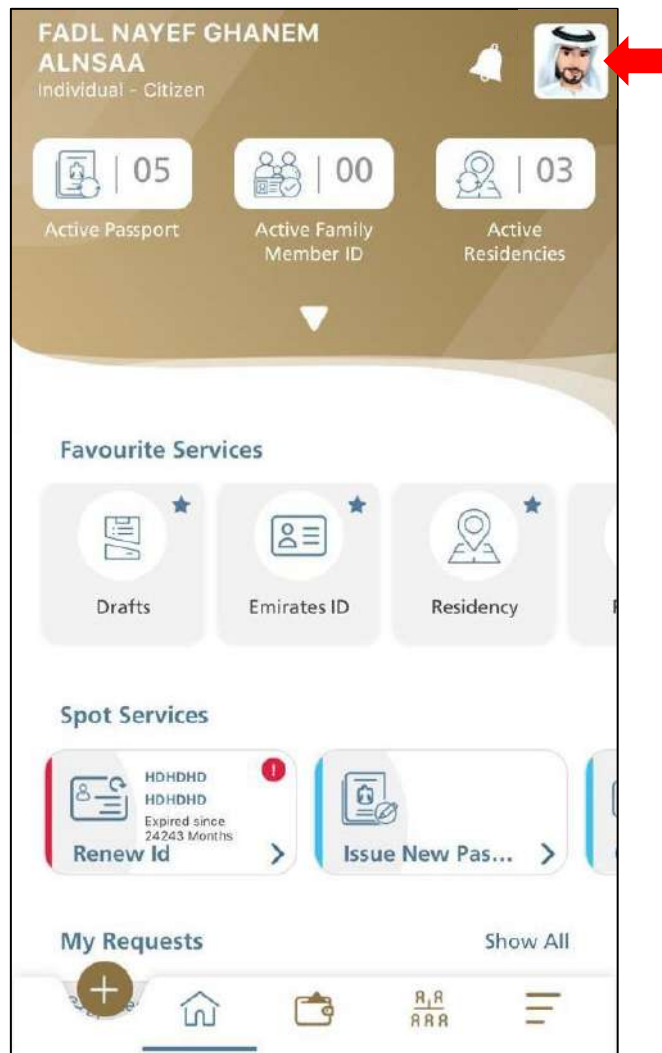 FADL NAYEF GHANEM
ALNSAA
Individual - Citizen
05
00
03
Active Passport
Active Family
Member ID
Active
Residencies
Favourite Services
Drafts
Emirates ID
Residency
Spot Services
HDHDHD
HDHDHD
Expired since
24243 Months
Renew Id
Issue New Pas...
My Requests
Show All